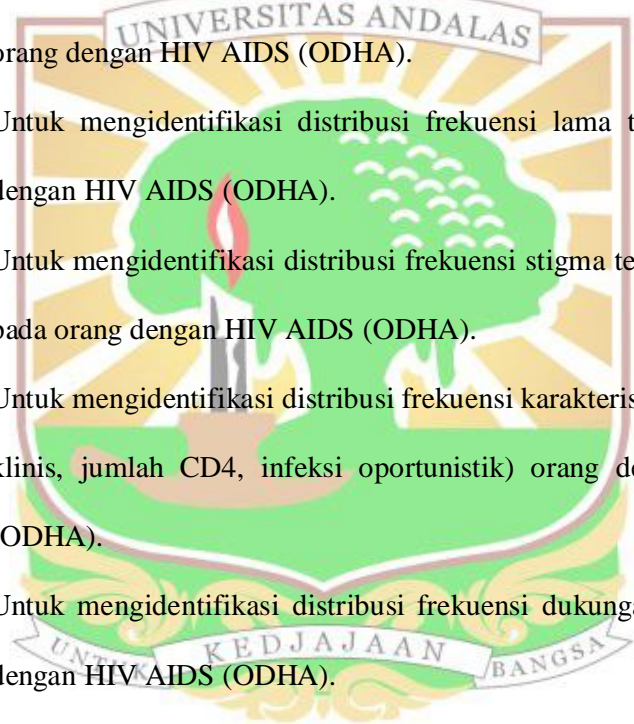 UNIVERSITAS ANDALAS
orang dengan HIV AIDS (ODHA).
Untuk mengidentifikasi distribusi frekuensi lama t
dengan HIV AIDS (ODHA).
Untuk mengidentifikasi distribusi frekuensi stigma te
pada orang dengan HIV AIDS (ODHA).
Untuk mengidentifikasi distribusi frekuensi karakteris
klinis, jumlah CD4, infeksi oportunistik) orang de
ODHA).
Untuk mengidentifikasi distribusi frekuensi dukunga
UNTUK KEDJAJAAN BANGSA
dengan HIV AIDS (ODHA).